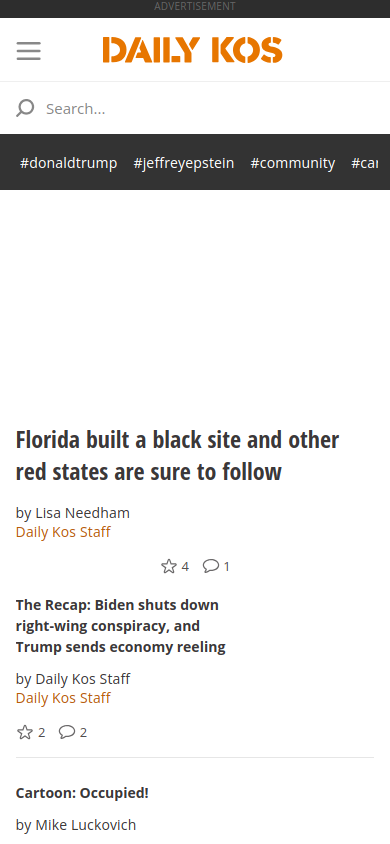 ADVERTISEMENT
DAILY KOS
Search...
#donaldtrump #jeffreyepstein #community #car
Florida built a black site and other
red states are sure to follow
by Lisa Needham
Daily Kos Staff
4 1
The Recap: Biden shuts down
right-wing conspiracy, and
Trump sends economy reeling
by Daily Kos Staff
Daily Kos Staff
2 2
Cartoon: Occupied!
by Mike Luckovich